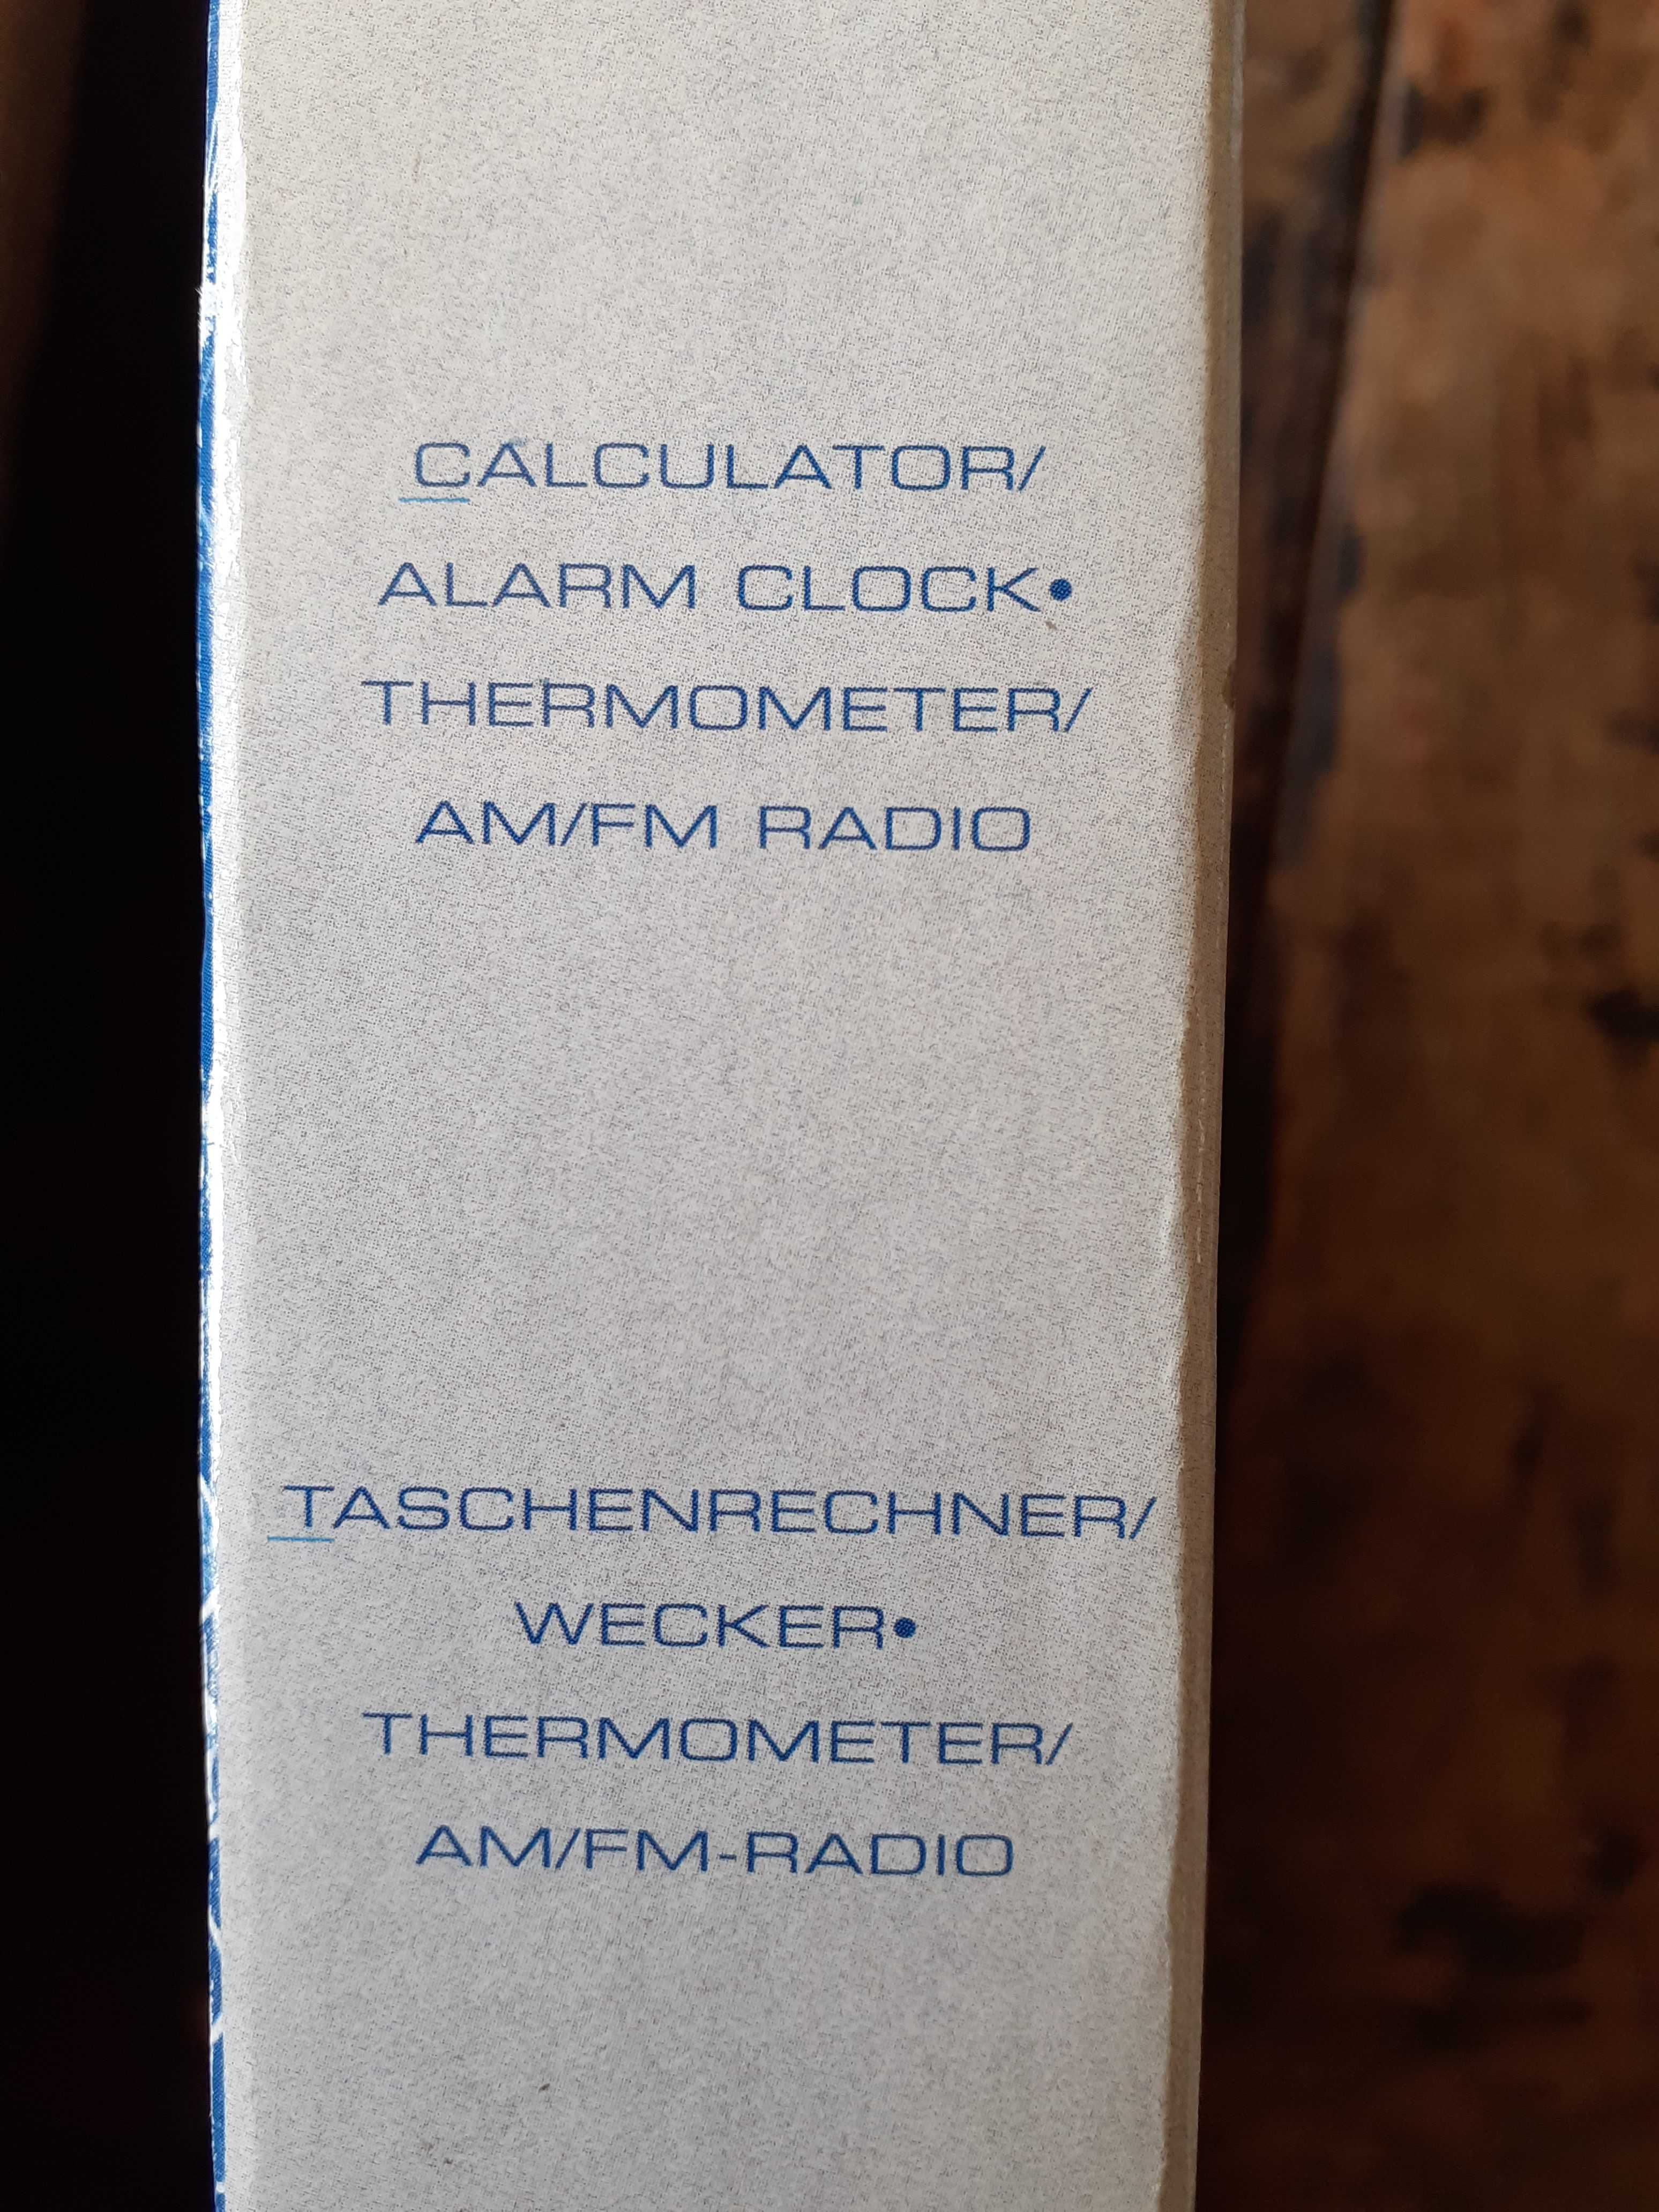 CALCULATOR/
ALARM CLOCK•
THERMOMETER/
AM/FM RADIO
TASCHENRECHNER/
WECKER•
THERMOMETER/
AM/FM-RADIO